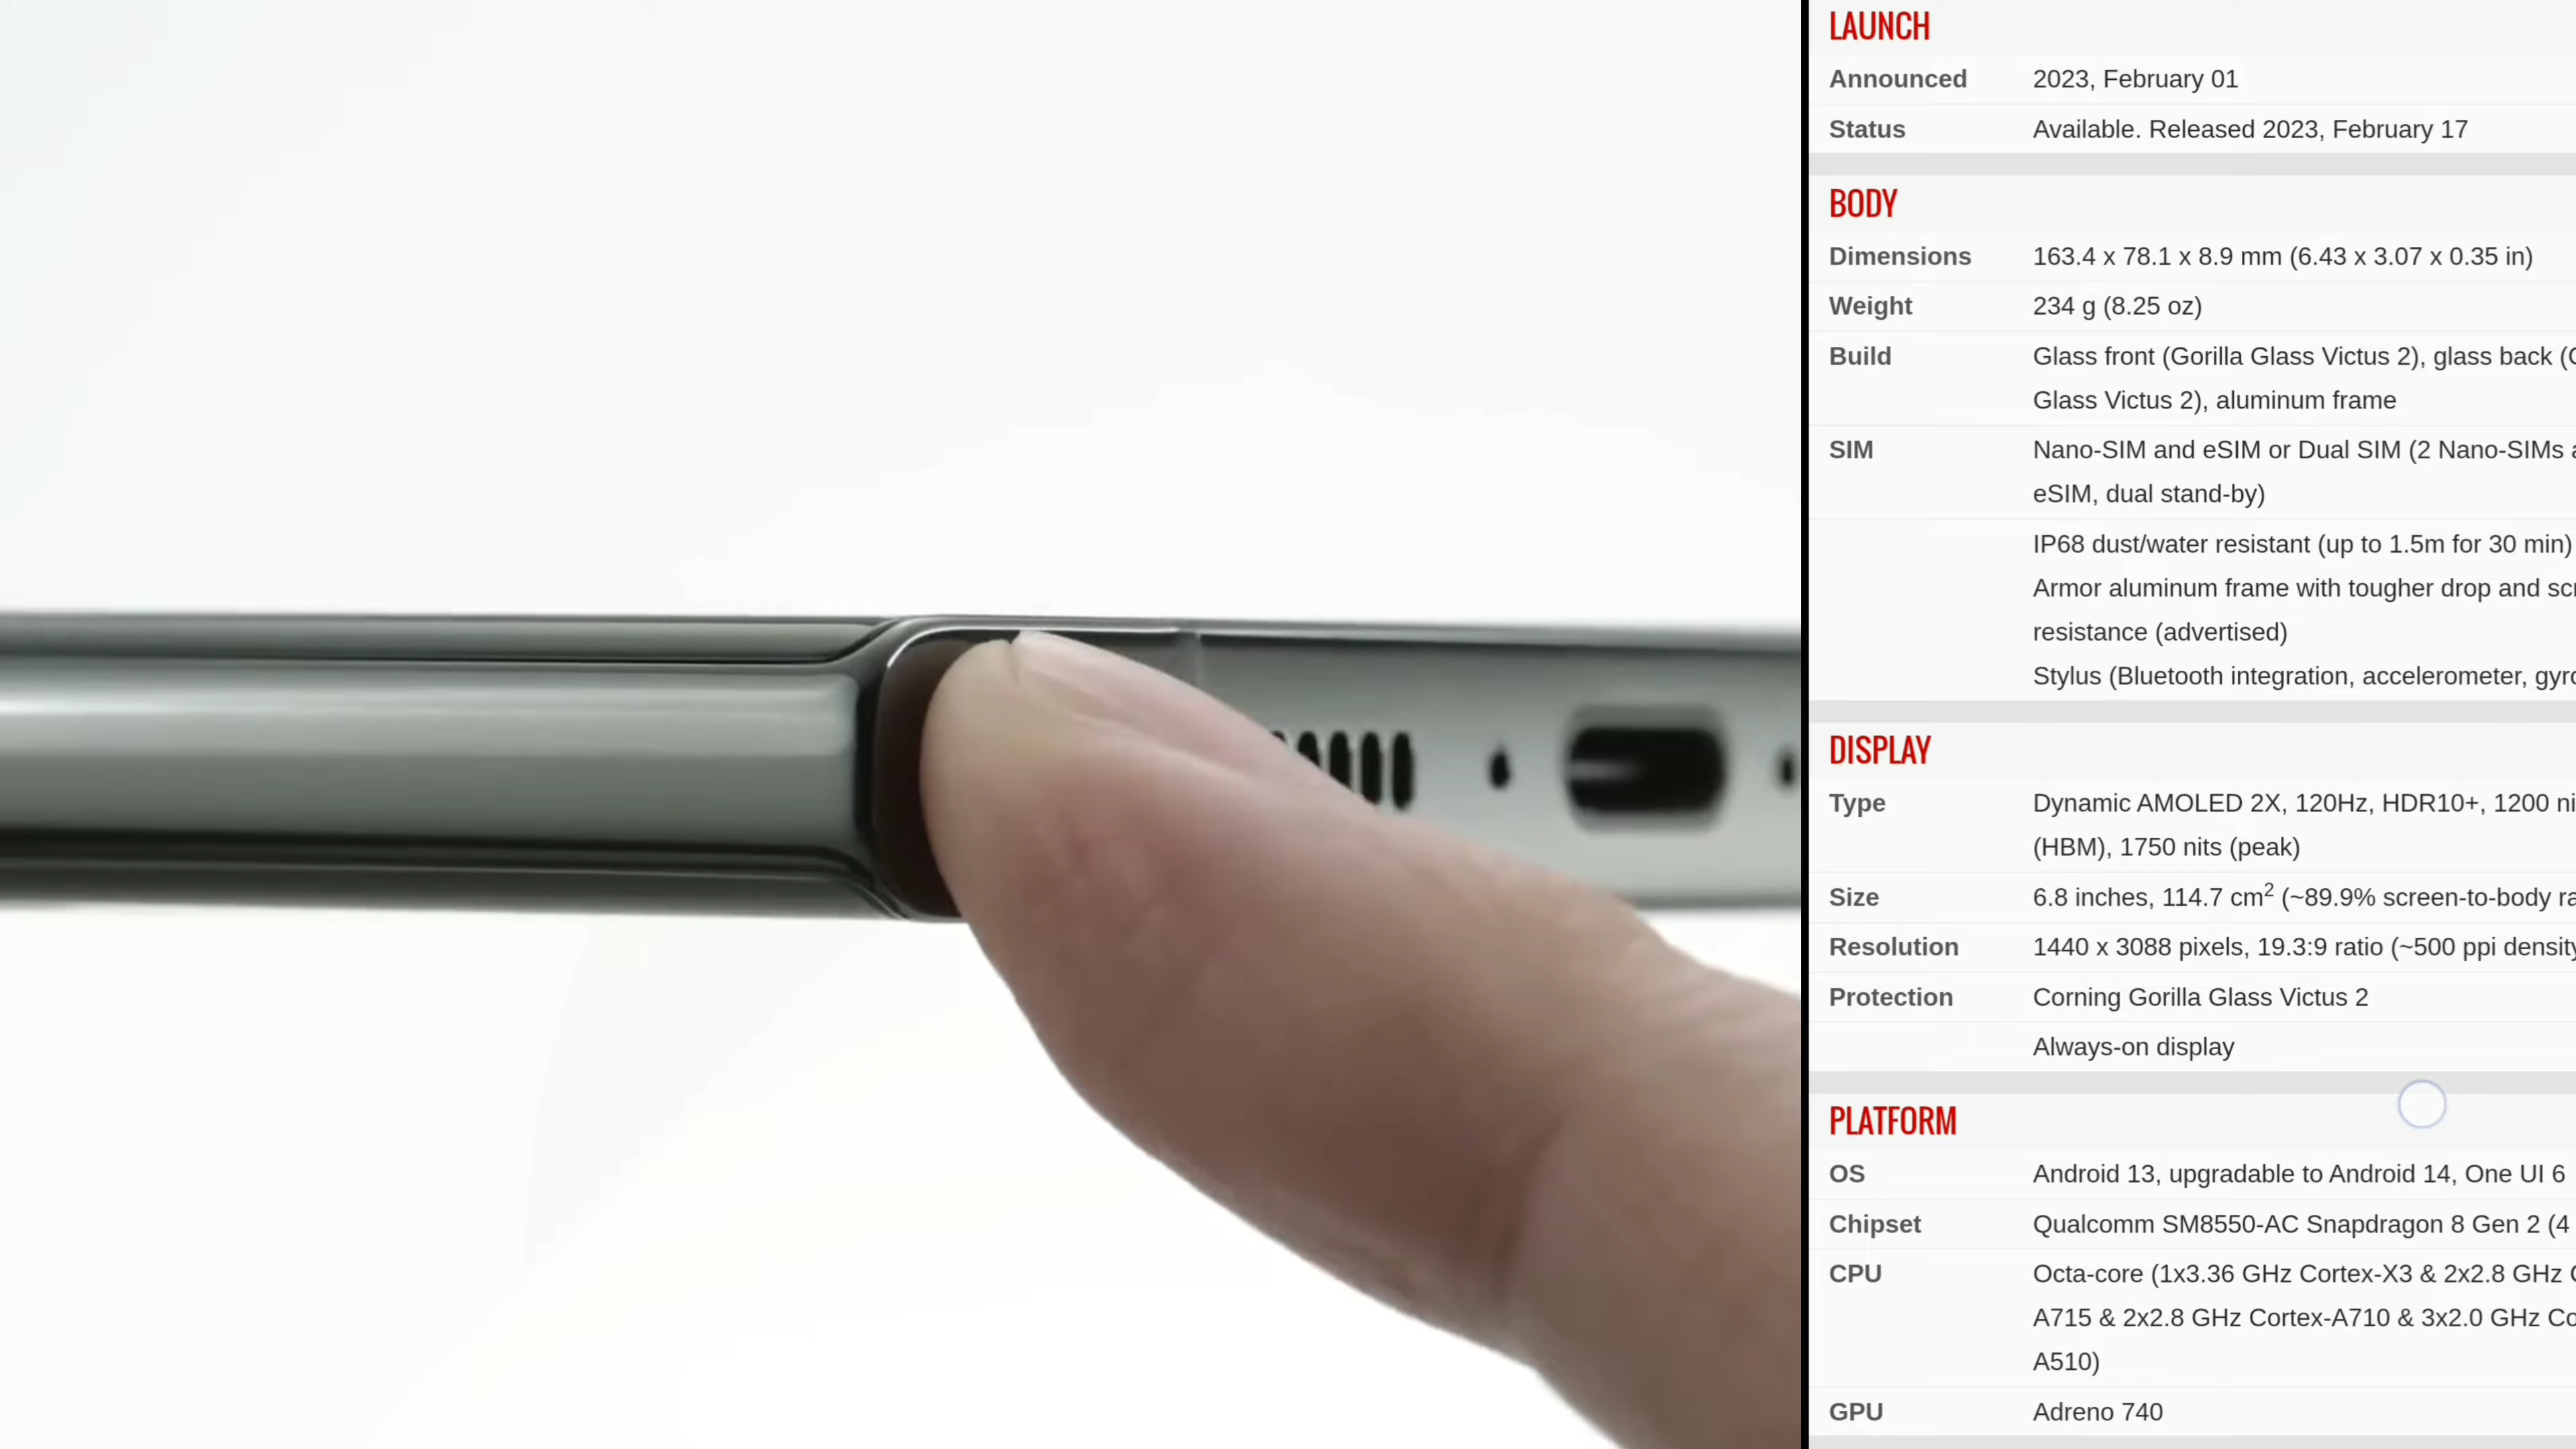 LAUNCH
Announced 2023, February 01
Status Available. Released 2023, February 17
BODY
Dimensions 163.4 x 78.1 x 8.9 mm (6.43 x 3.07 x 0.35 in)
Weight 234 g (8.25 oz)
Build Glass front (Gorilla Glass Victus 2), glass back (
Glass Victus 2), aluminum frame
SIM Nano-SIM and eSIM or Dual SIM (2 Nano-SIMs
eSIM, dual stand-by)
IP68 dust/water resistant (up to 1.5m for 30 min)
Armor aluminum frame with tougher drop and
resistance (advertised)
Stylus (Bluetooth integration, accelerometer,
DISPLAY
Type Dynamic AMOLED 2X, 120Hz, HDR10+, 1200
(HBM), 1750 nits (peak)
Size 6.8 inches, 114.7 cm² (~89.9% screen-to-body
Resolution 1440 x 3088 pixels, 19.3:9 ratio (~500 ppi density
Protection Corning Gorilla Glass Victus 2
Always-on display
PLATFORM
OS Android 13, upgradable to Android 14, One UI 6
Chipset Qualcomm SM8550-AC Snapdragon 8 Gen 2 (4
CPU Octa-core (1x3.36 GHz Cortex-X3 & 2x2.8 GHz
A715 & 2x2.8 GHz Cortex-A710 & 3x2.0 GHz
A510)
GPU Adreno 740